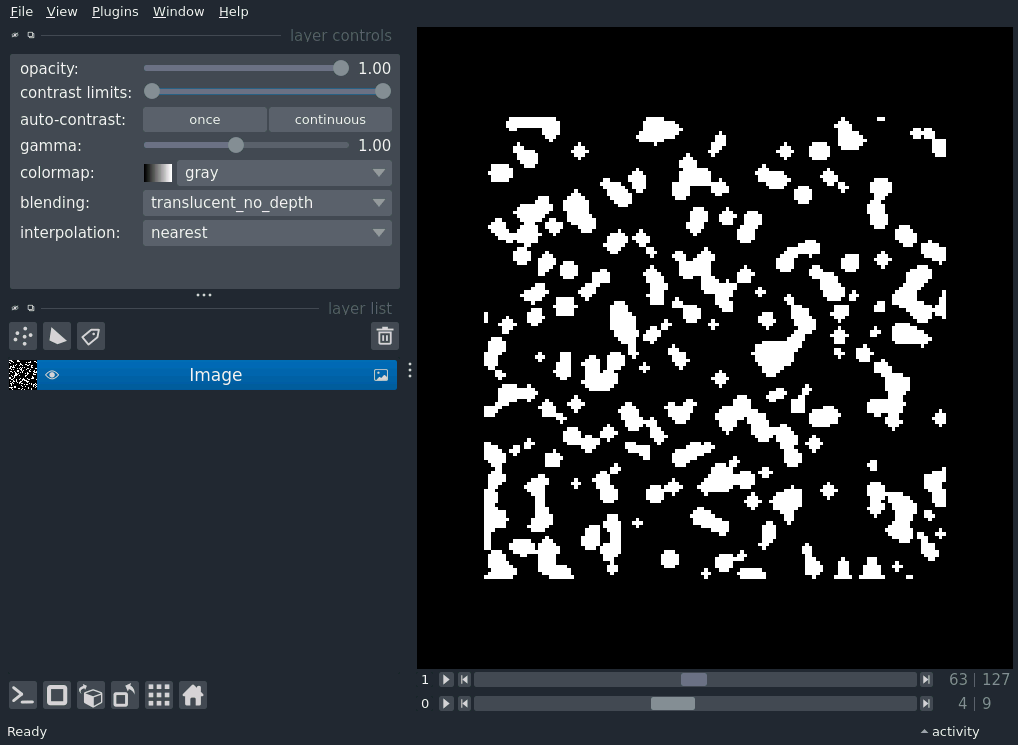 File View Plugins Window Help
layer controls
opacity: 1.00
contrast limits:
auto-contrast: once continuous
gamma: 1.00
colormap: gray
blending: translucent_no_depth
interpolation: nearest
layer list
Image
1 63 | 127
0 4 | 9
Ready activity